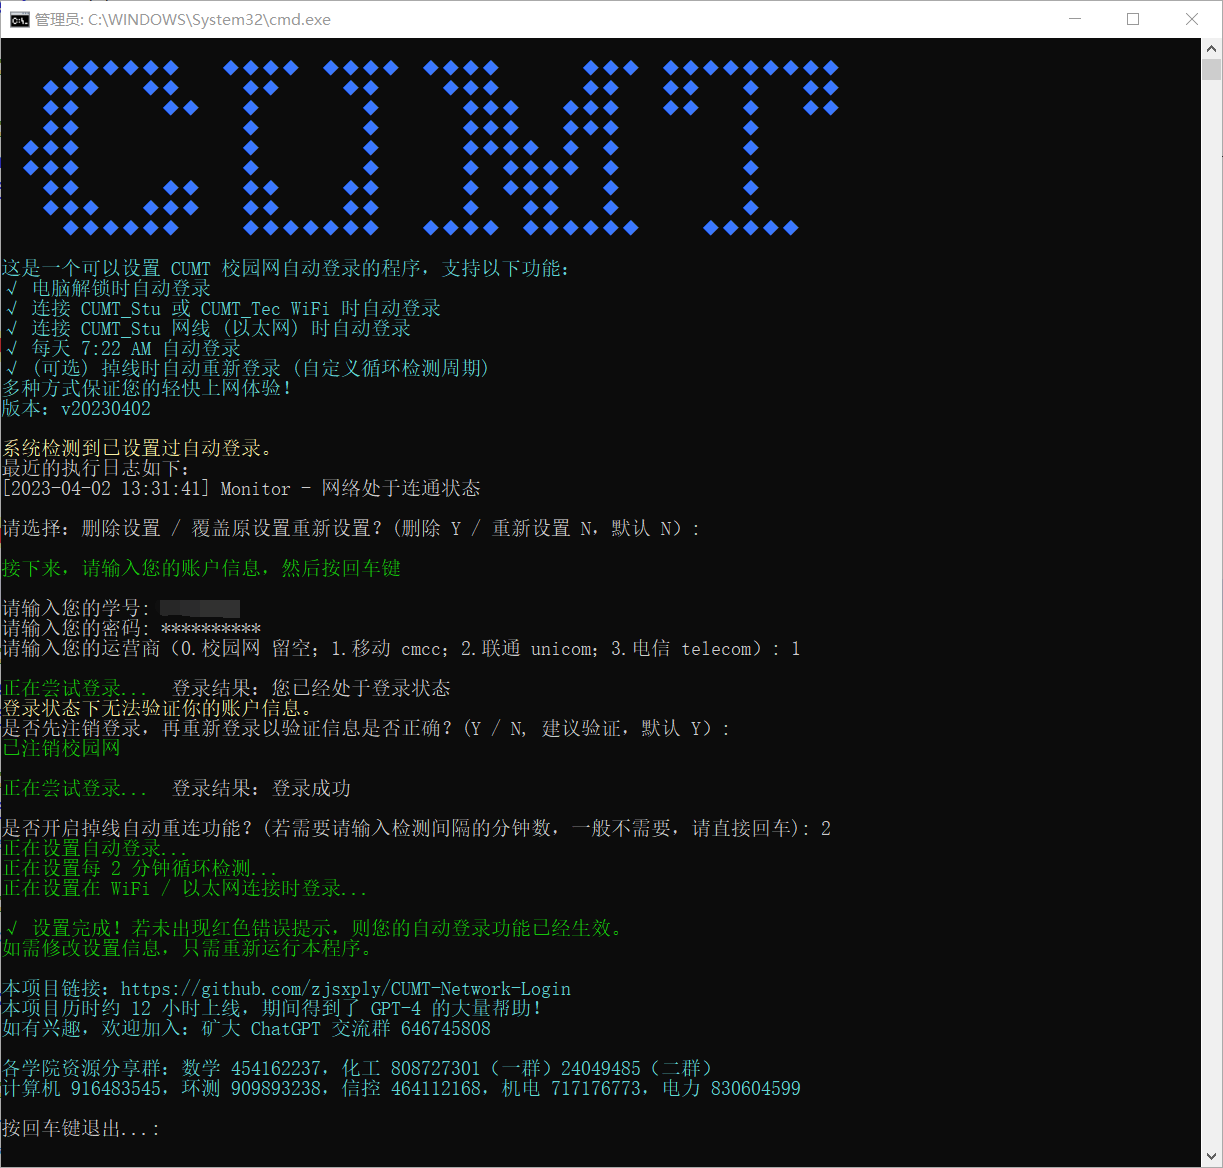 管理员: C:\WINDOWS\System32\cmd.exe
CUMT
这是一个可以设置 CUMT 校园网自动登录的程序，支持以下功能：
√ 电脑解锁时自动登录
√ 连接 CUMT_Stu 或 CUMT_Tec WiFi 时自动登录
√ 连接 CUMT_Stu 网线（以太网）时自动登录
√ 每天 7:22 AM 自动登录
√（可选）掉线时自动重新登录（自定义循环检测周期）
多种方式保证您的轻快上网体验！
版本：v20230402
系统检测到已设置过自动登录。
最近的执行日志如下：
[2023-04-02 13:31:41] Monitor - 网络处于连通状态
请选择：删除设置 / 覆盖原设置重新设置？(删除 Y / 重新设置 N，默认 N）:
接下来，请输入您的账户信息，然后按回车键
请输入您的学号:
请输入您的密码: **********
请输入您的运营商（0.校园网 留空；1.移动 cmcc；2.联通 unicom；3.电信 telecom）: 1
正在尝试登录...  登录结果：您已经处于登录状态
登录状态下无法验证你的账户信息。
是否先注销登录，再重新登录以验证信息是否正确？(Y / N, 建议验证，默认 Y）:
已注销校园网
正在尝试登录...  登录结果：登录成功
是否开启掉线自动重连功能？(若需要请输入检测间隔的分钟数，一般不需要，请直接回车): 2
正在设置自动登录...
正在设置每 2 分钟循环检测...
正在设置在 WiFi / 以太网连接时登录...
√ 设置完成！若未出现红色错误提示，则您的自动登录功能已经生效。
如需修改设置信息，只需重新运行本程序。
本项目链接：https://github.com/zjsxply/CUMT-Network-Login
本项目历时约 12 小时上线，期间得到了 GPT-4 的大量帮助！
如有兴趣，欢迎加入：矿大 ChatGPT 交流群 646745808
各学院资源分享群：数学 454162237，化工 808727301（一群）24049485（二群）
计算机 916483545，环测 909893238，信控 464112168，机电 717176773，电力 830604599
按回车键退出...: